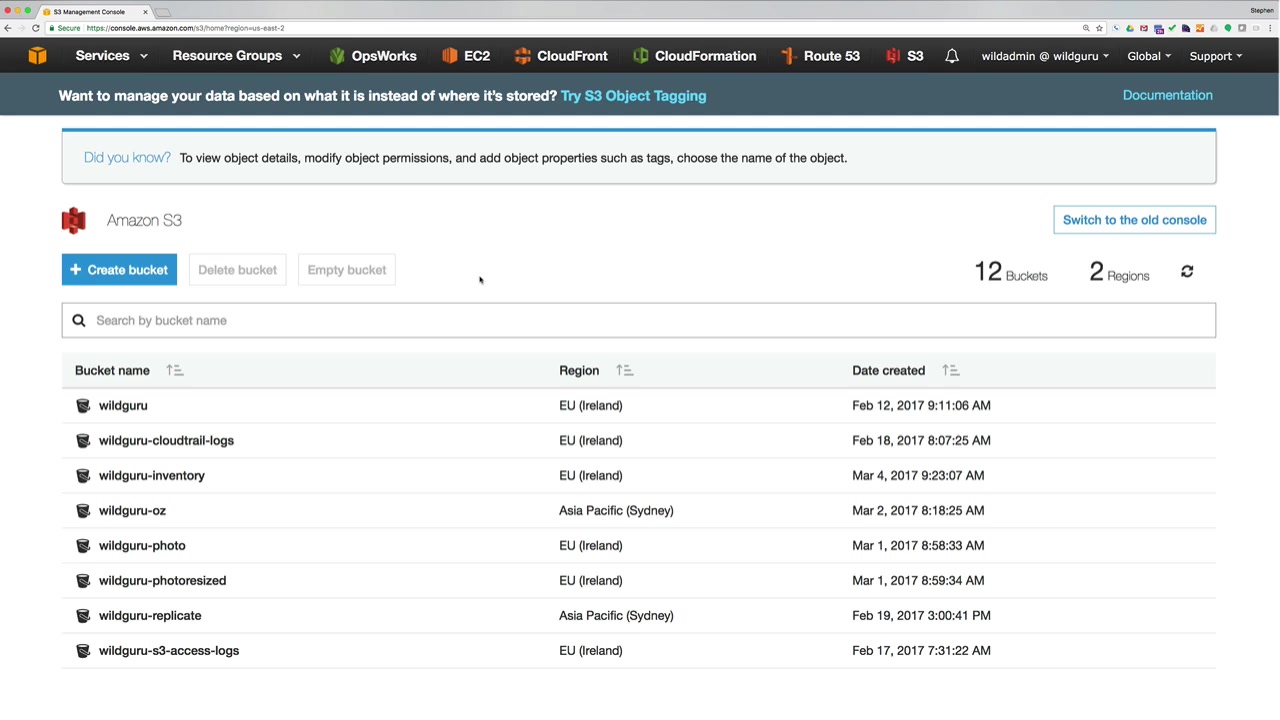 S3 Management Console
Stephen
Secure https://console.aws.amazon.com/s3/home?region=us-east-2
Services Resource Groups OpsWorks EC2 CloudFront CloudFormation Route 53 S3 wildadmin @ wildguru Global Support
Want to manage your data based on what it is instead of where it's stored? Try S3 Object Tagging Documentation
Did you know? To view object details, modify object permissions, and add object properties such as tags, choose the name of the object.
Amazon S3 Switch to the old console
+ Create bucket Delete bucket Empty bucket 12 Buckets 2 Regions
Search by bucket name
Bucket name Region Date created
wildguru EU (Ireland) Feb 12, 2017 9:11:06 AM
wildguru-cloudtrail-logs EU (Ireland) Feb 18, 2017 8:07:25 AM
wildguru-inventory EU (Ireland) Mar 4, 2017 9:23:07 AM
wildguru-oz Asia Pacific (Sydney) Mar 2, 2017 8:18:25 AM
wildguru-photo EU (Ireland) Mar 1, 2017 8:58:33 AM
wildguru-photoresized EU (Ireland) Mar 1, 2017 8:59:34 AM
wildguru-replicate Asia Pacific (Sydney) Feb 19, 2017 3:00:41 PM
wildguru-s3-access-logs EU (Ireland) Feb 17, 2017 7:31:22 AM